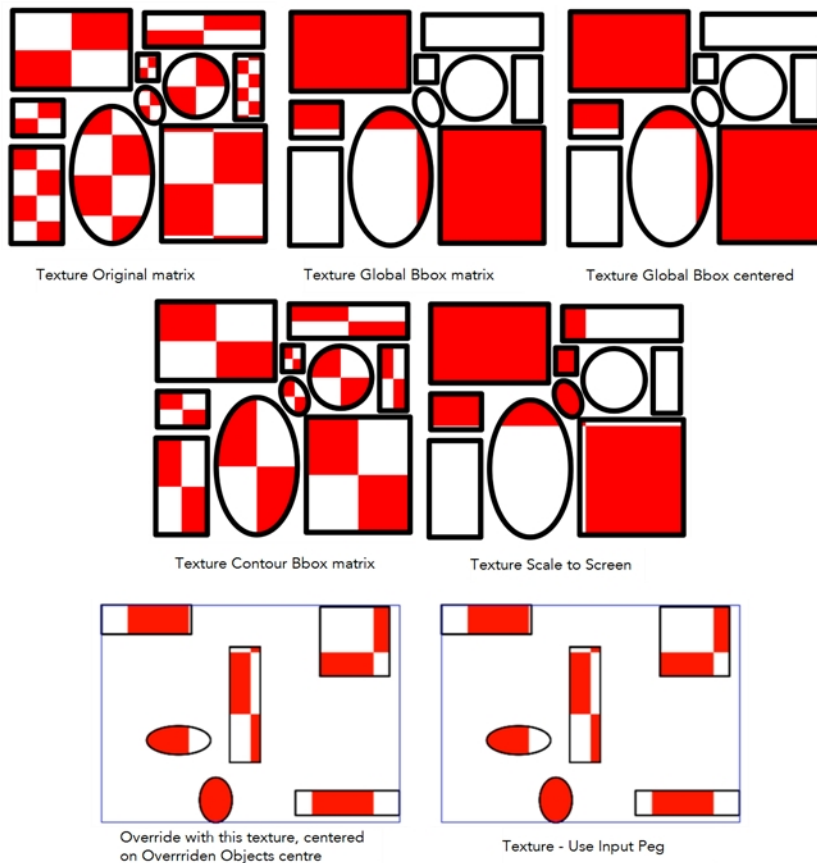 Texture Original matrix
Texture Global Bbox matrix
Texture Global Bbox centered
Texture Contour Bbox matrix
Texture Scale to Screen
Override with this texture, centered
on Overrriden Objects centre
Texture - Use Input Peg